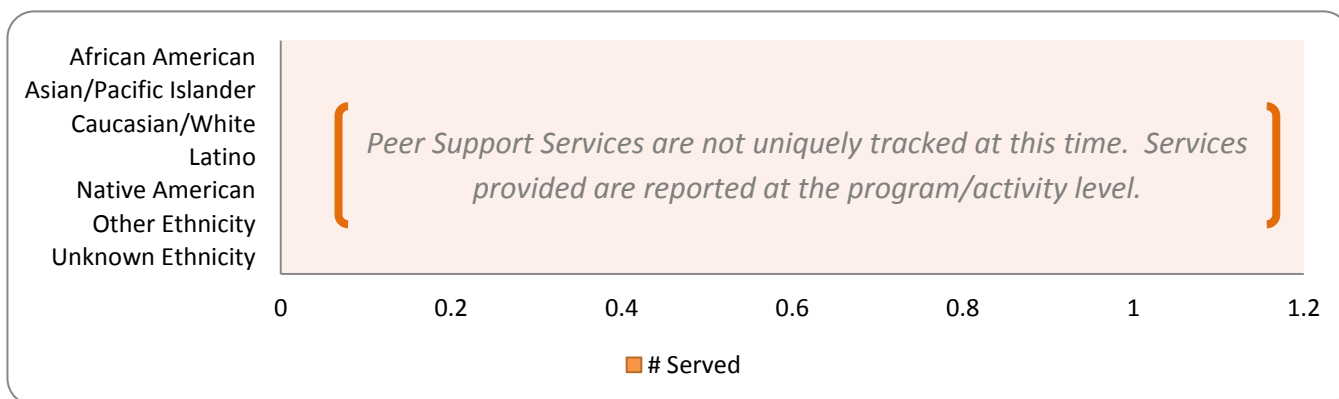 African American
Asian/Pacific Islander
Caucasian/White
Latino
Native American
Other Ethnicity
Unknown Ethnicity
Peer Support Services are not uniquely tracked at this time.  Services
provided are reported at the program/activity level.
0 0.2 0.4 0.6 0.8 1 1.2
# Served